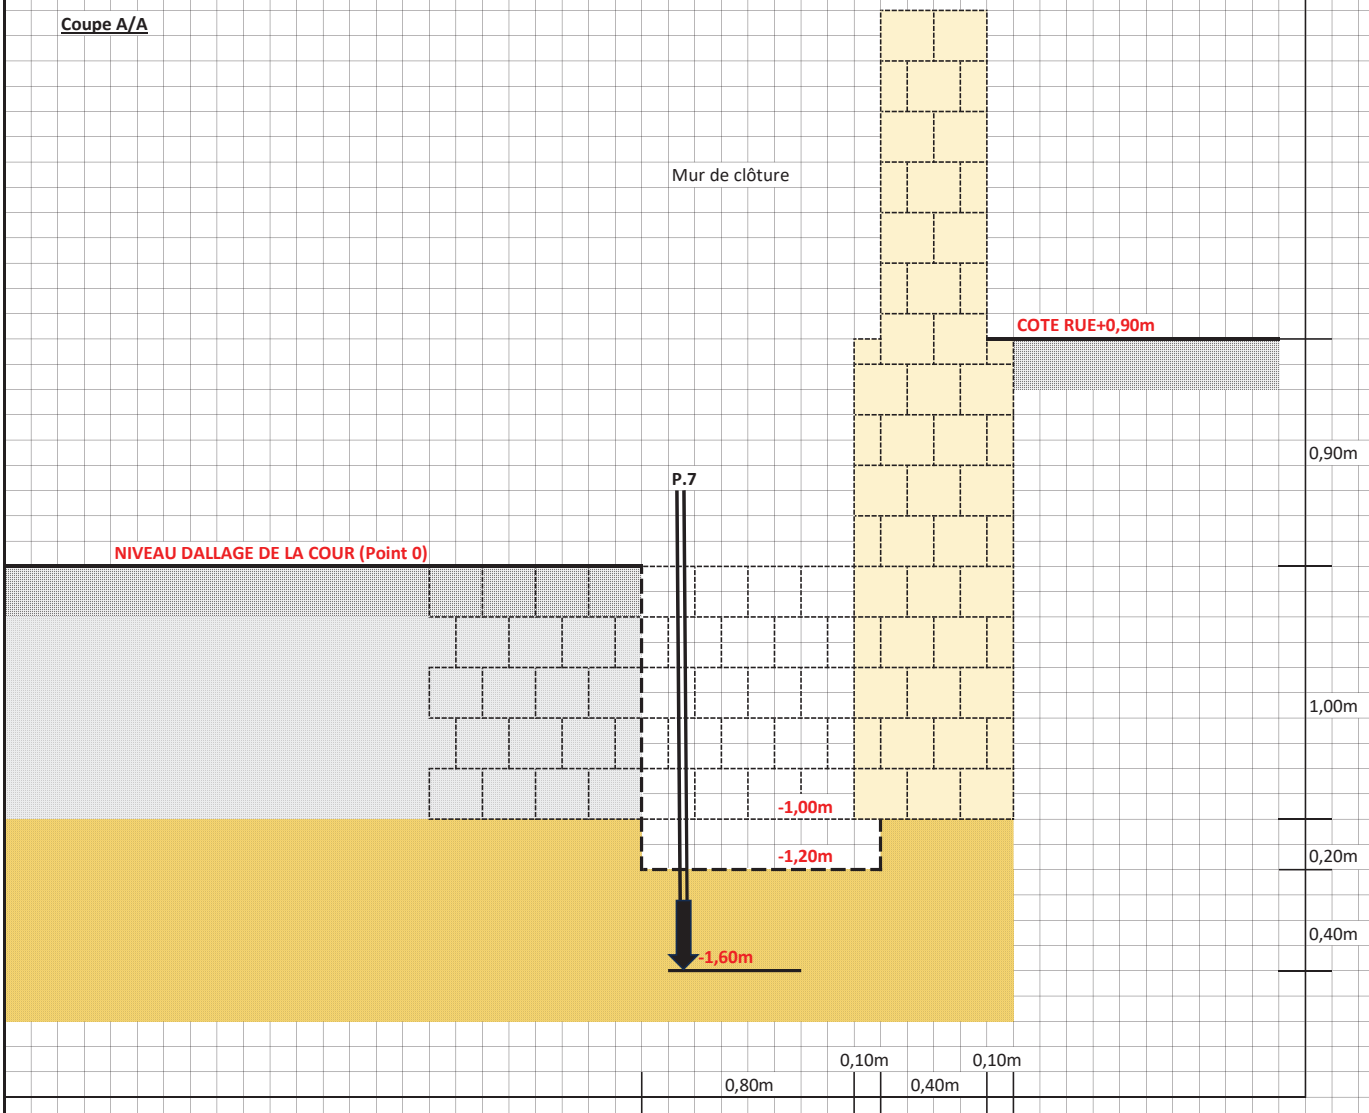 Coupe A/A
Mur de clôture
COTE RUE+0,90m
0,90m
P.7
NIVEAU DALLAGE DE LA COUR (Point 0)
1,00m
-1,00m
-1,20m
0,20m
0,40m
-1,60m
0,10m
0,10m
0,80m
0,40m